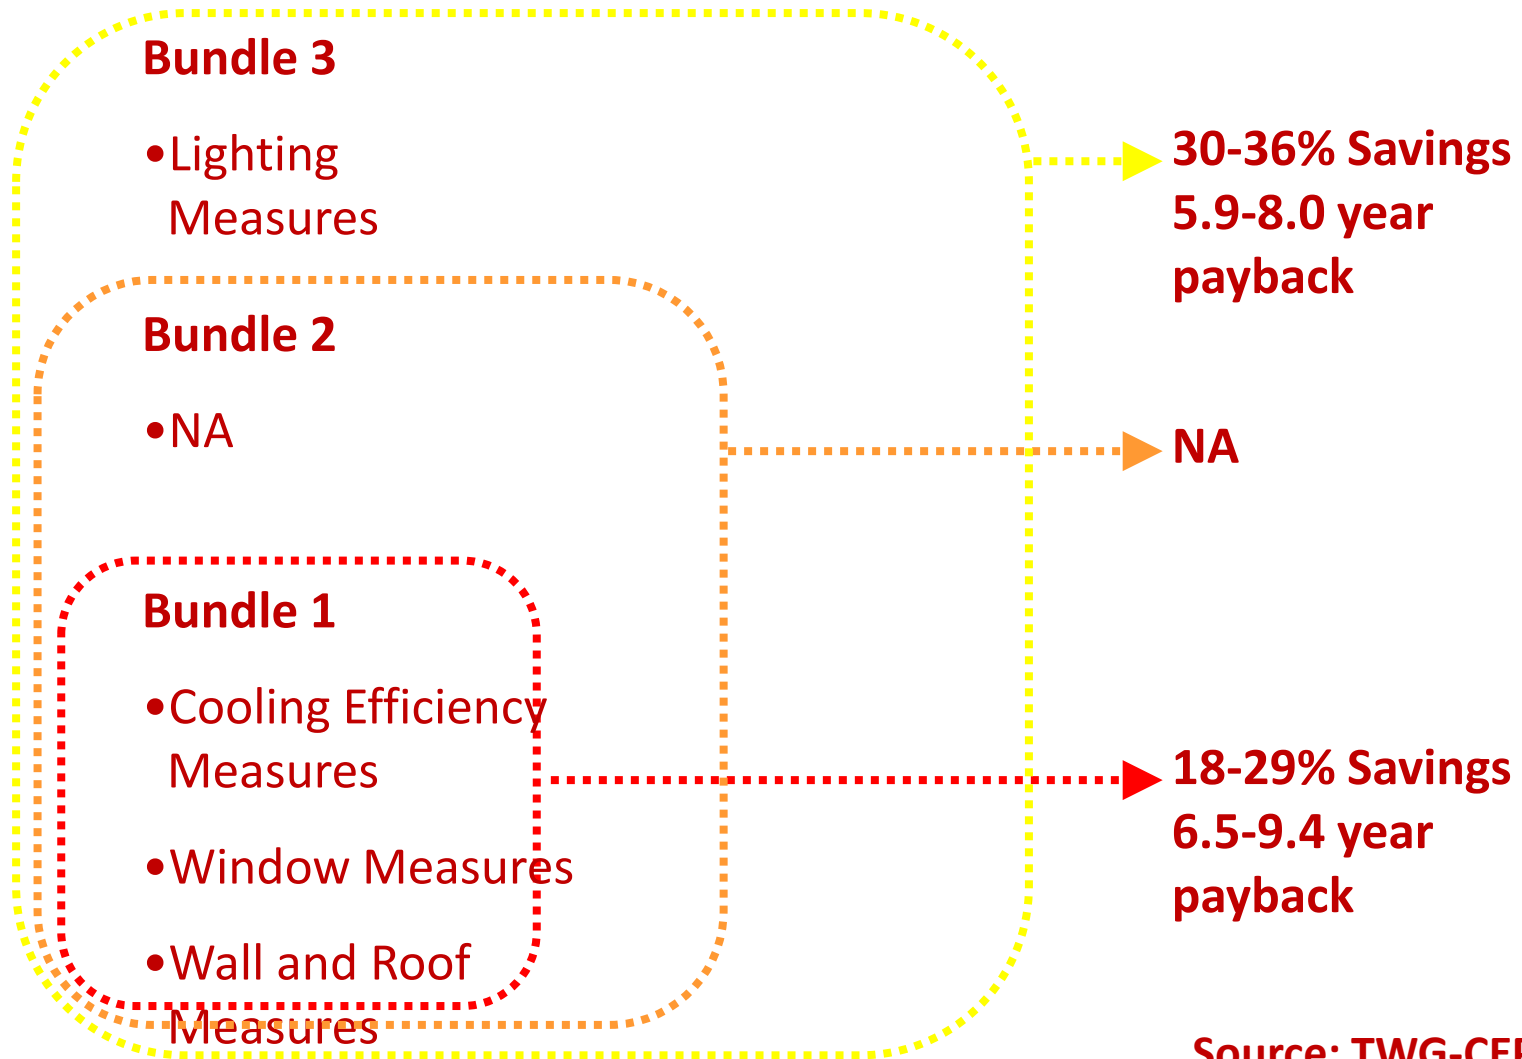 Bundle 3
•Lighting
Measures
30-36% Savings
5.9-8.0 year
payback
Bundle 2
•NA
NA
Bundle 1
•Cooling Efficiency
Measures
•Window Measures
•Wall and Roof
Measures
18-29% Savings
6.5-9.4 year
payback
Source: